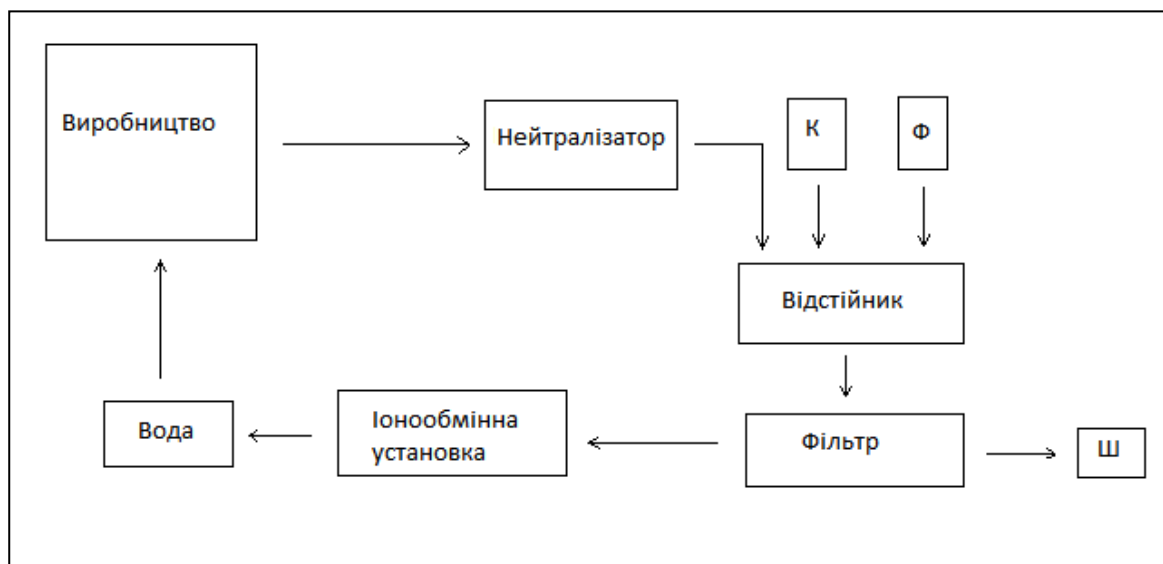 Виробництво
Нейтралізатор
К
Ф
Відстійник
Фільтр
Ш
Іонообмінна
установка
Вода